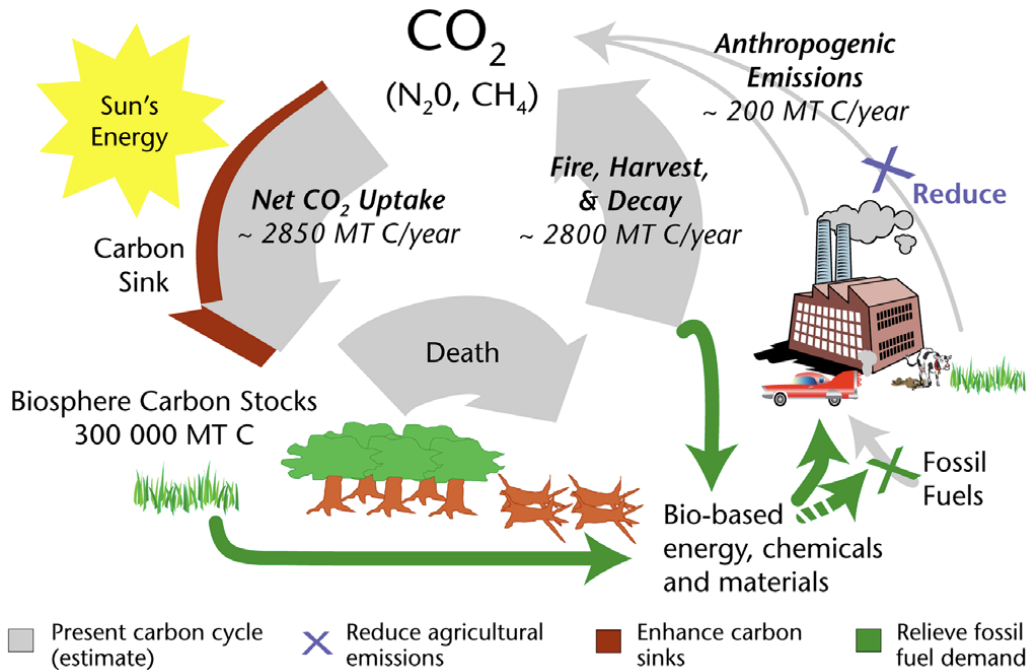 CO₂
(N₂0, CH₄)
Sun's
Energy
Anthropogenic
Emissions
~ 200 MT C/year
Net CO₂ Uptake
~ 2850 MT C/year
Fire, Harvest,
& Decay
~ 2800 MT C/year
Reduce
Carbon
Sink
Death
Biosphere Carbon Stocks
300 000 MT C
Fossil
Fuels
Bio-based
energy, chemicals
and materials
Present carbon cycle
(estimate)
Reduce agricultural
emissions
Enhance carbon
sinks
Relieve fossil
fuel demand